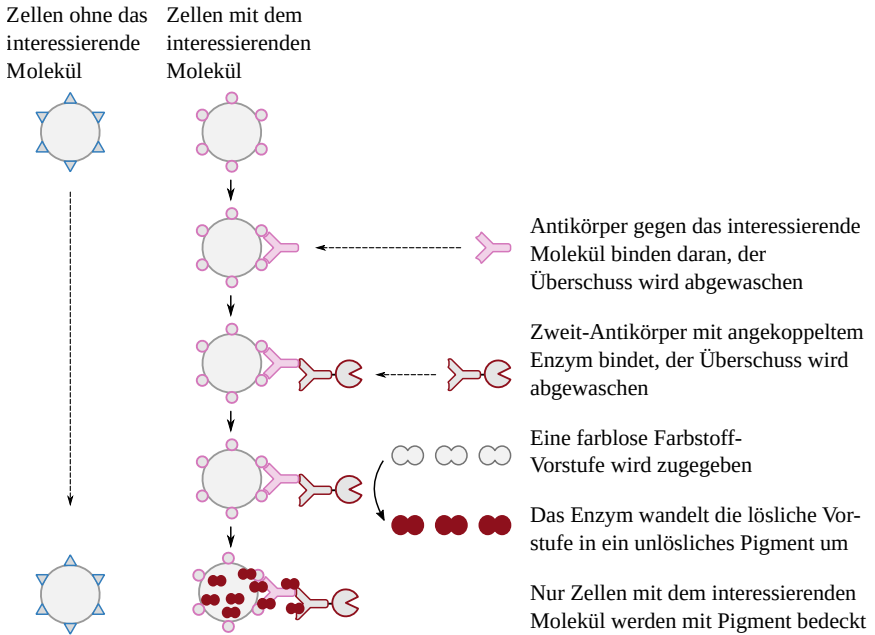 Zellen ohne das
interessierende
Molekül
Zellen mit dem
interessierenden
Molekül
Antikörper gegen das interessierende
Molekül binden daran, der
Überschuss wird abgewaschen
Zweit-Antikörper mit angekoppeltem
Enzym bindet, der Überschuss wird
abgewaschen
Eine farblose Farbstoff-
Vorstufe wird zugegeben
Das Enzym wandelt die lösliche Vor-
stufe in ein unlösliches Pigment um
Nur Zellen mit dem interessierenden
Molekül werden mit Pigment bedeckt